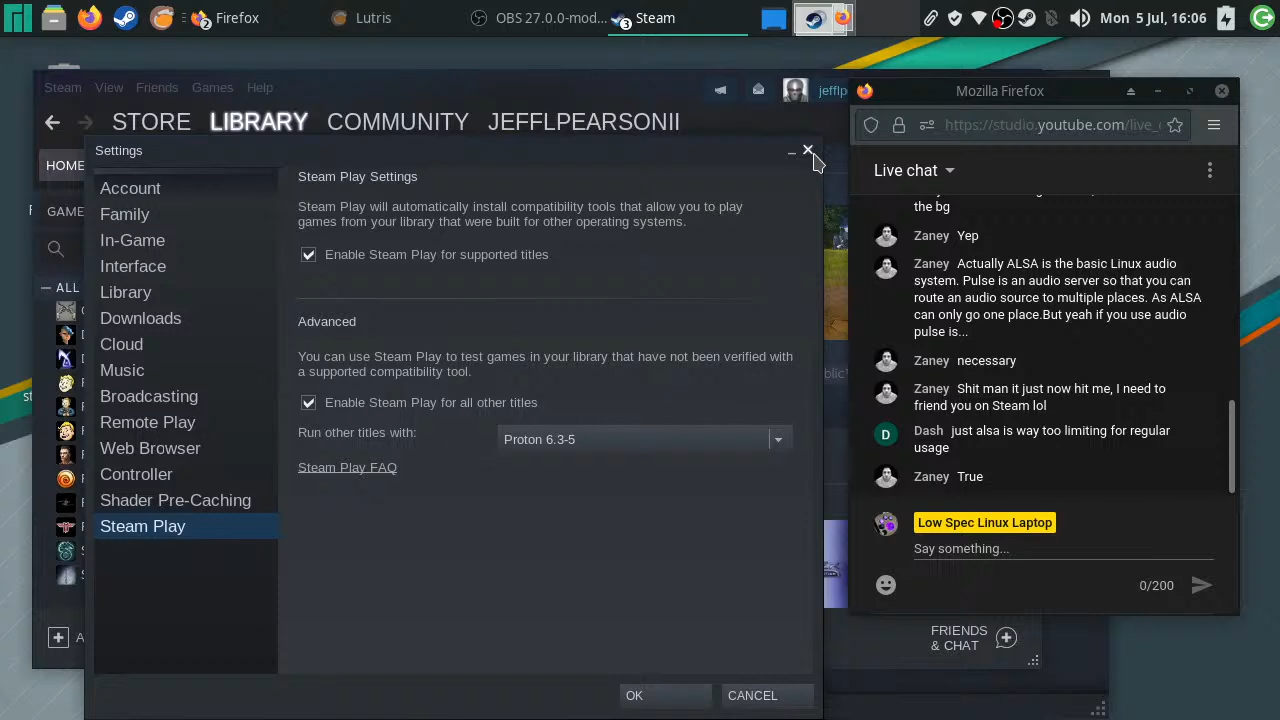 2 Firefox
Lutris
OBS 27.0.0-mod...
3 Steam
Mon 5 Jul, 16:06
Steam View Friends Games Help
jefflp
STORE LIBRARY COMMUNITY JEFFLPEARSONII
HOME
GAME
ALL
Settings
Account
Family
In-Game
Interface
Library
Downloads
Cloud
Music
Broadcasting
Remote Play
Web Browser
Controller
Shader Pre-Caching
Steam Play
Steam Play Settings
Steam Play will automatically install compatibility tools that allow you to play
games from your library that were built for other operating systems.
Enable Steam Play for supported titles
Advanced
You can use Steam Play to test games in your library that have not been verified with
a supported compatibility tool.
Enable Steam Play for all other titles
Run other titles with:
Proton 6.3-5
Steam Play FAQ
OK
CANCEL
FRIENDS
& CHAT
Mozilla Firefox
https://studio.youtube.com/live_c
Live chat
the bg
Zaney Yep
Zaney Actually ALSA is the basic Linux audio
system. Pulse is an audio server so that you can
route an audio source to multiple places. As ALSA
can only go one place.But yeah if you use audio
pulse is...
Zaney necessary
Zaney Shit man it just now hit me, I need to
friend you on Steam lol
D Dash just alsa is way too limiting for regular
usage
Zaney True
Low Spec Linux Laptop
Say something...
0/200